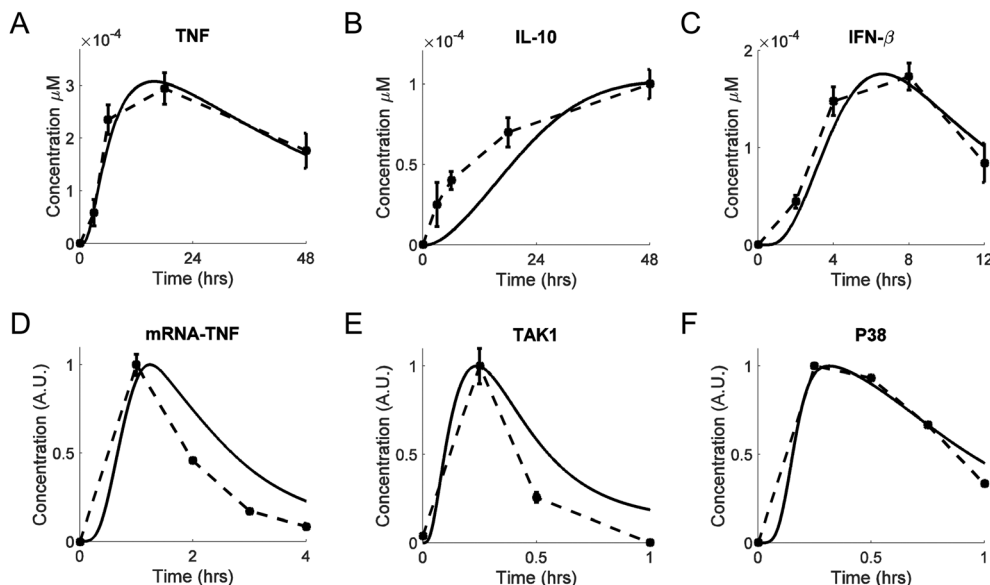 A
TNF
×10⁻⁴
Concentration μM
3
2
1
0
0
24
48
Time (hrs)
B
IL-10
×10⁻⁴
Concentration μM
1
0.5
0
0
24
48
Time (hrs)
C
IFN-β
×10⁻⁴
Concentration μM
2
1
0
0
4
8
12
Time (hrs)
D
mRNA-TNF
Concentration (A.U.)
1
0.5
0
0
2
4
Time (hrs)
E
TAK1
Concentration (A.U.)
1
0.5
0
0
0.5
1
Time (hrs)
F
P38
Concentration (A.U.)
1
0.5
0
0
0.5
1
Time (hrs)